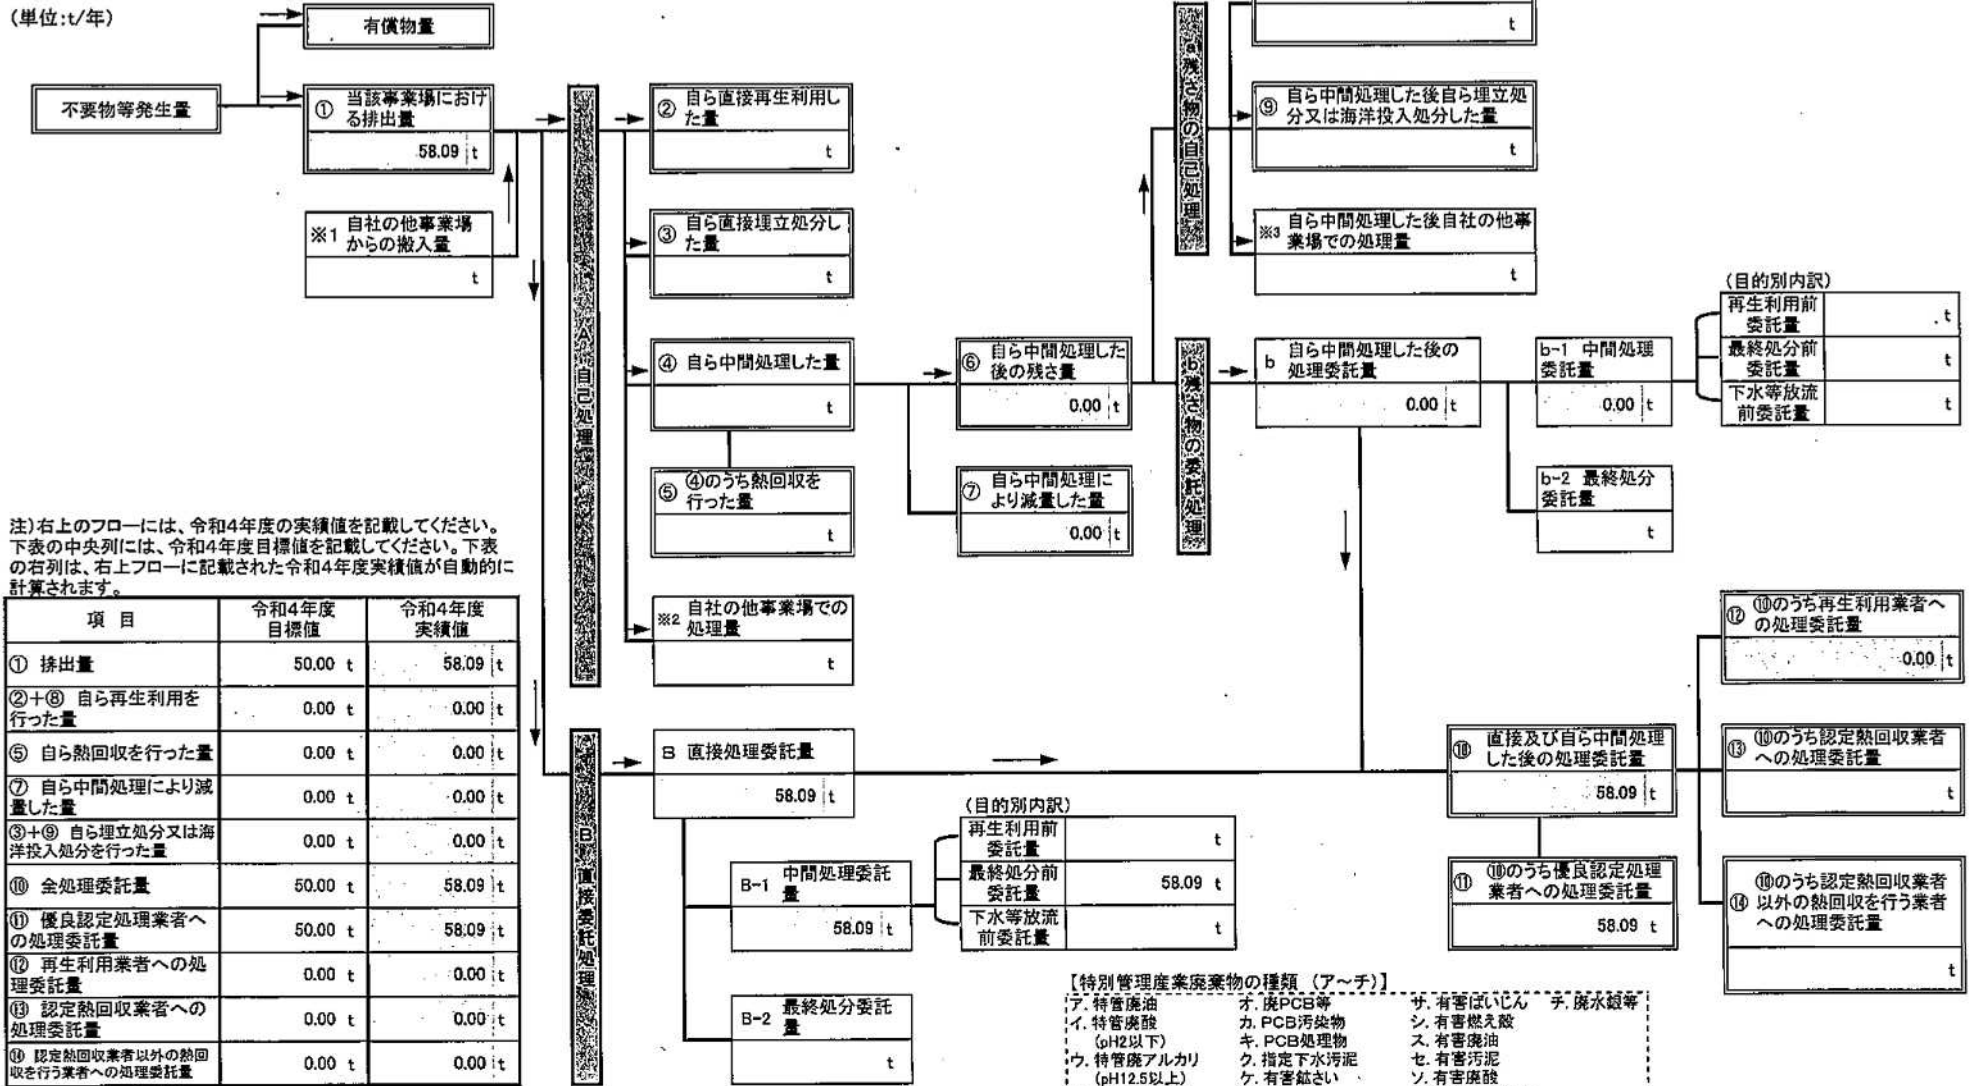 (単位:t/年)
有償物量
不要物等発生量
① 当該事業場におけ
る排出量
58.09 t
※1 自社の他事業場
からの搬入量
t
A 自己処理
② 自ら直接再生利用し
た量
t
③ 自ら直接埋立処分し
た量
t
④ 自ら中間処理した量
t
⑤ ④のうち熱回収を
行った量
t
※2 自社の他事業場での
処理量
t
⑥ 自ら中間処理した
後の残さ量
0.00 t
⑦ 自ら中間処理に
より減量した量
0.00 t
a 残さ物の自己処理
t
⑨ 自ら中間処理した後自ら埋立処
分又は海洋投入処分した量
t
※3 自ら中間処理した後自社の他事
業場での処理量
t
b 残さ物の委託処理
b 自ら中間処理した後の
処理委託量
0.00 t
b-1 中間処理
委託量
0.00 t
(目的別内訳)
再生利用前
委託量
t
最終処分前
委託量
t
下水等放流
前委託量
t
b-2 最終処分
委託量
t
注)右上のフローには、令和4年度の実績値を記載してください。
下表の中央列には、令和4年度目標値を記載してください。下表
の右列は、右上フローに記載された令和4年度実績値が自動的に
計算されます。
項 目
令和4年度
目標値
令和4年度
実績値
① 排出量 50.00 t 58.09 t
②+⑧ 自ら再生利用を
行った量 0.00 t 0.00 t
⑤ 自ら熱回収を行った量 0.00 t 0.00 t
⑦ 自ら中間処理により減
量した量 0.00 t 0.00 t
③+⑨ 自ら埋立処分又は海
洋投入処分を行った量 0.00 t 0.00 t
⑩ 全処理委託量 50.00 t 58.09 t
⑪ 優良認定処理業者へ
の処理委託量 50.00 t 58.09 t
⑫ 再生利用業者への処
理委託量 0.00 t 0.00 t
⑬ 認定熱回収業者への
処理委託量 0.00 t 0.00 t
⑭ 認定熱回収業者以外の熱回
収を行う業者への処理委託量 0.00 t 0.00 t
B 直接委託処理
B 直接処理委託量
58.09 t
B-1 中間処理委託
量
58.09 t
(目的別内訳)
再生利用前
委託量
t
最終処分前
委託量
58.09 t
下水等放流
前委託量
t
B-2 最終処分委託
量
t
⑩ 直接及び自ら中間処理
した後の処理委託量
58.09 t
⑪ ⑩のうち優良認定処理
業者への処理委託量
58.09 t
⑫ ⑩のうち再生利用業者へ
の処理委託量
0.00 t
⑬ ⑩のうち認定熱回収業者
への処理委託量
t
⑭ ⑩のうち認定熱回収業者
以外の熱回収を行う業者
への処理委託量
t
【特別管理産業廃棄物の種類 (ア〜チ)】
ア. 特管廃油 オ. 廃PCB等 サ. 有害ばいじん チ. 廃水銀等
イ. 特管廃酸 カ. PCB汚染物 シ. 有害燃え殻
(pH2以下) キ. PCB処理物 ス. 有害廃油
ウ. 特管廃アルカリ ク. 指定下水汚泥 セ. 有害汚泥
(pH12.5以上) ケ. 有害鉱さい ソ. 有害廃酸